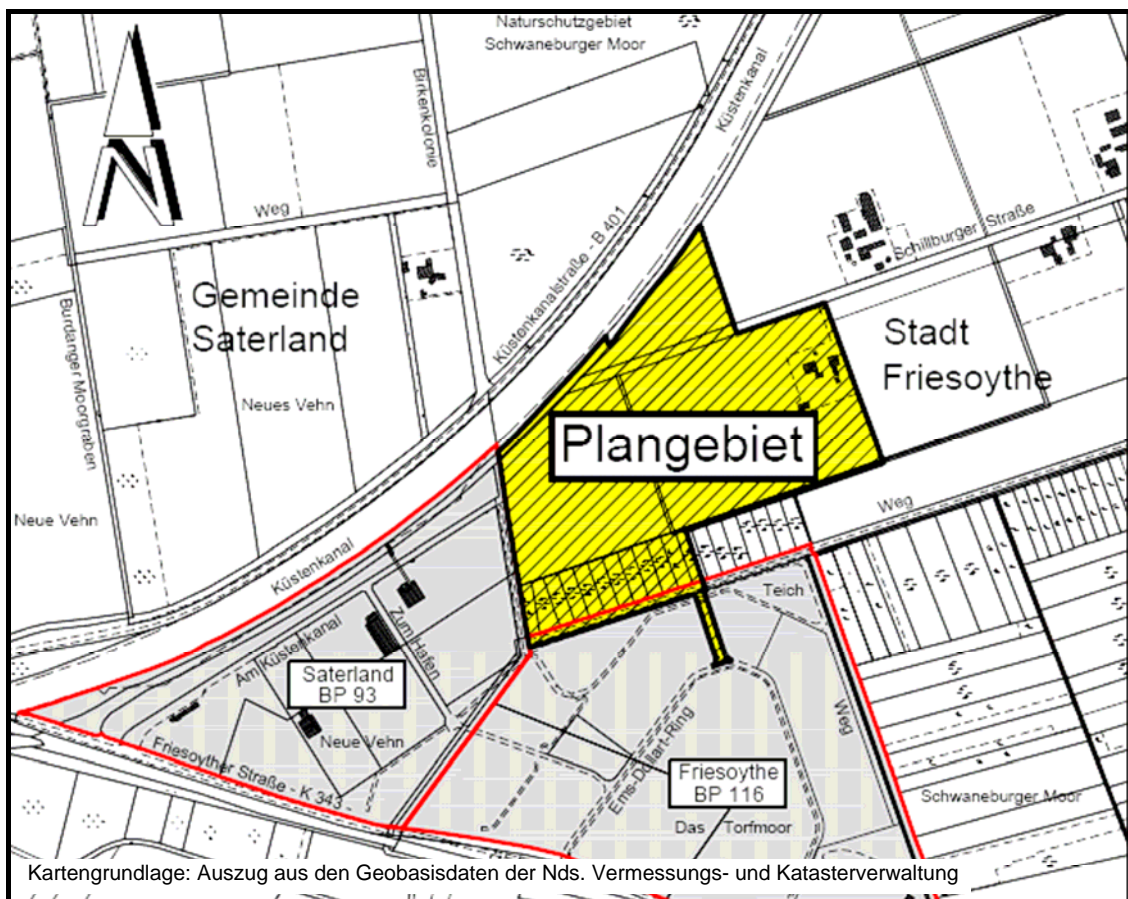 Naturschutzgebiet
Schwaneburger Moor
Küstenkanal
Birkenkolonie
N
Weg
Küstenkanalstraße - B 401
Schillburger Straße
Gemeinde
Saterland
Stadt
Friesoythe
Burdanger Moorgraben
Neues Vehn
Plangebiet
Neue Vehn
Weg
Küstenkanal
Teich
Am Küstenkanal
Zum Hafen
Saterland
BP 93
Neue Vehn
Ems-Dollart-Ring
Weg
Friesoyther Straße - K 343
Friesoythe
BP 116
Schwaneburger Moor
Das Torfmoor
Kartengrundlage: Auszug aus den Geobasisdaten der Nds. Vermessungs- und Katasterverwaltung